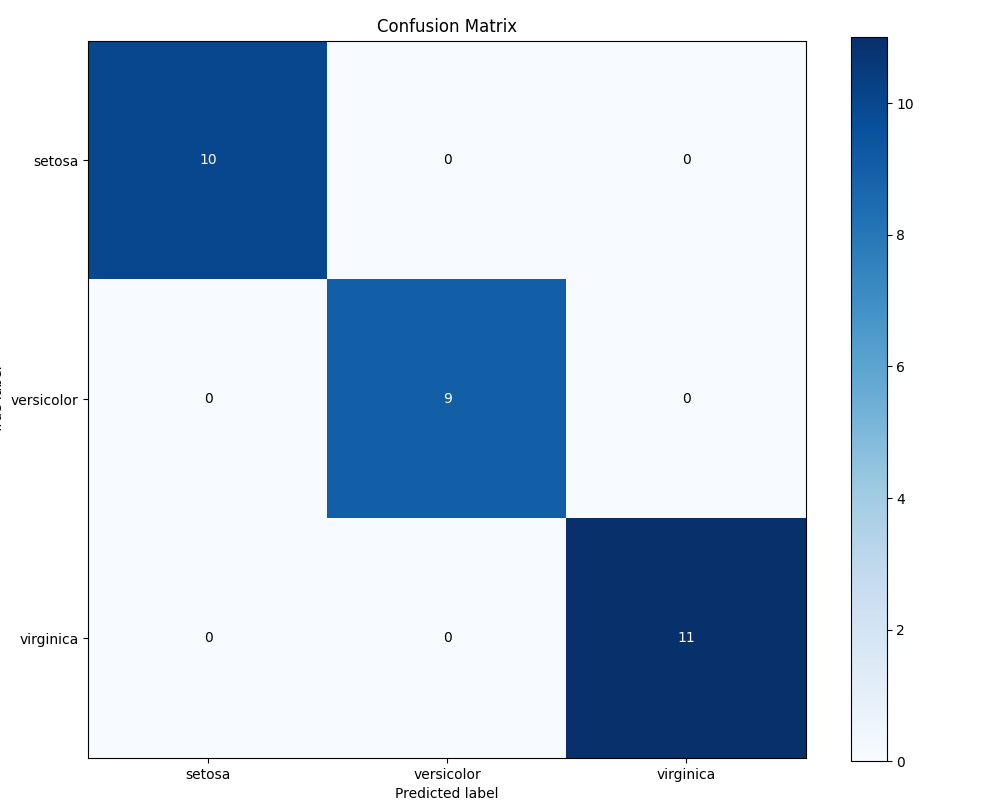 Confusion Matrix
setosa 10 0 0
versicolor 0 9 0
virginica 0 0 11
setosa versicolor virginica
Predicted label
10
8
6
4
2
0